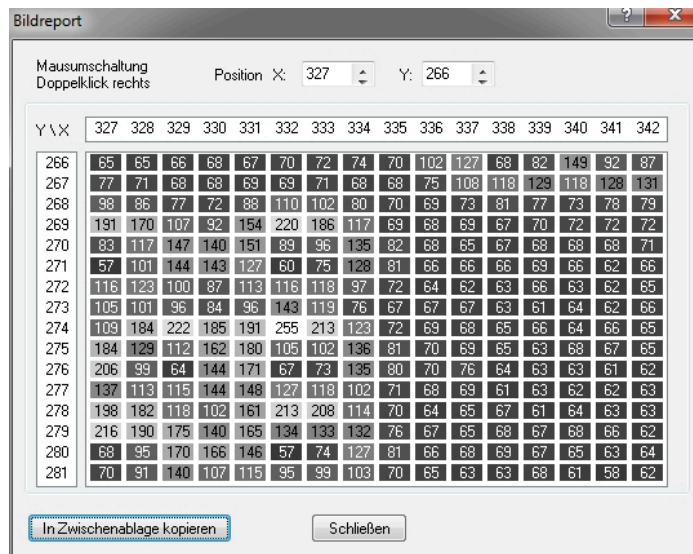 Bildreport
Mausumschaltung
Doppelklick rechts
Position X: 327 Y: 266
Y\X 327 328 329 330 331 332 333 334 335 336 337 338 339 340 341 342
266 65 65 66 68 67 70 72 74 70 102 127 68 82 149 92 87
267 77 71 68 68 69 69 71 68 68 75 108 118 129 118 128 131
268 98 86 77 72 88 110 102 80 70 69 73 81 77 73 78 79
269 191 170 107 92 154 220 186 117 69 68 69 67 70 72 72 72
270 83 117 147 140 151 89 96 135 82 68 65 67 68 68 68 71
271 57 101 144 143 127 60 75 128 81 66 66 66 69 66 62 66
272 116 123 100 87 113 116 118 97 72 64 62 63 66 63 62 65
273 105 101 96 84 96 143 119 76 67 67 67 63 61 64 62 66
274 109 184 222 185 191 255 213 123 72 69 68 65 66 64 66 65
275 184 129 112 162 180 105 102 136 81 70 69 65 63 68 67 65
276 206 99 64 144 171 67 73 135 80 70 76 64 63 63 61 62
277 137 113 115 144 148 127 118 102 71 68 69 61 63 62 62 63
278 198 182 118 102 161 213 208 114 70 64 65 67 61 64 63 63
279 216 190 175 140 165 134 133 132 76 67 65 68 67 68 66 62
280 68 95 170 166 146 57 74 127 81 66 68 69 67 65 63 64
281 70 91 140 107 115 95 99 103 70 65 63 63 68 61 58 62
In Zwischenablage kopieren Schließen